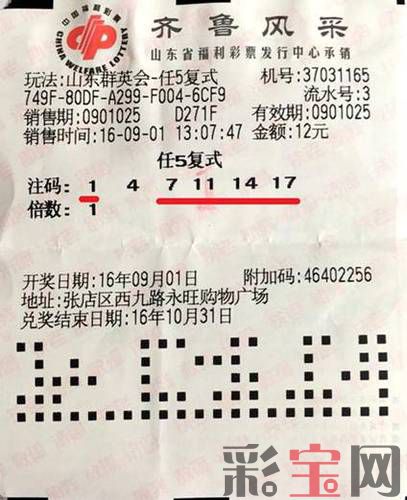 中国福利彩票
CHINA WELFARE LOTTERY
齐鲁风采
山东省福利彩票发行中心承销
玩法:山东群英会-任5复式 机号:37031165
749F-80DF-A299-F004-6CF9 流水号:3
销售期:0901025 D271F 有效期:0901025
销售时间:16-09-01 13:07:47 金额:12元
任5复式
注码: 1 4 7 11 14 17
倍数: 1
开奖日期:16年09月01日 附加码:46402256
地址:张店区西九路永旺购物广场
兑奖结束日期:16年10月31日
彩宝网